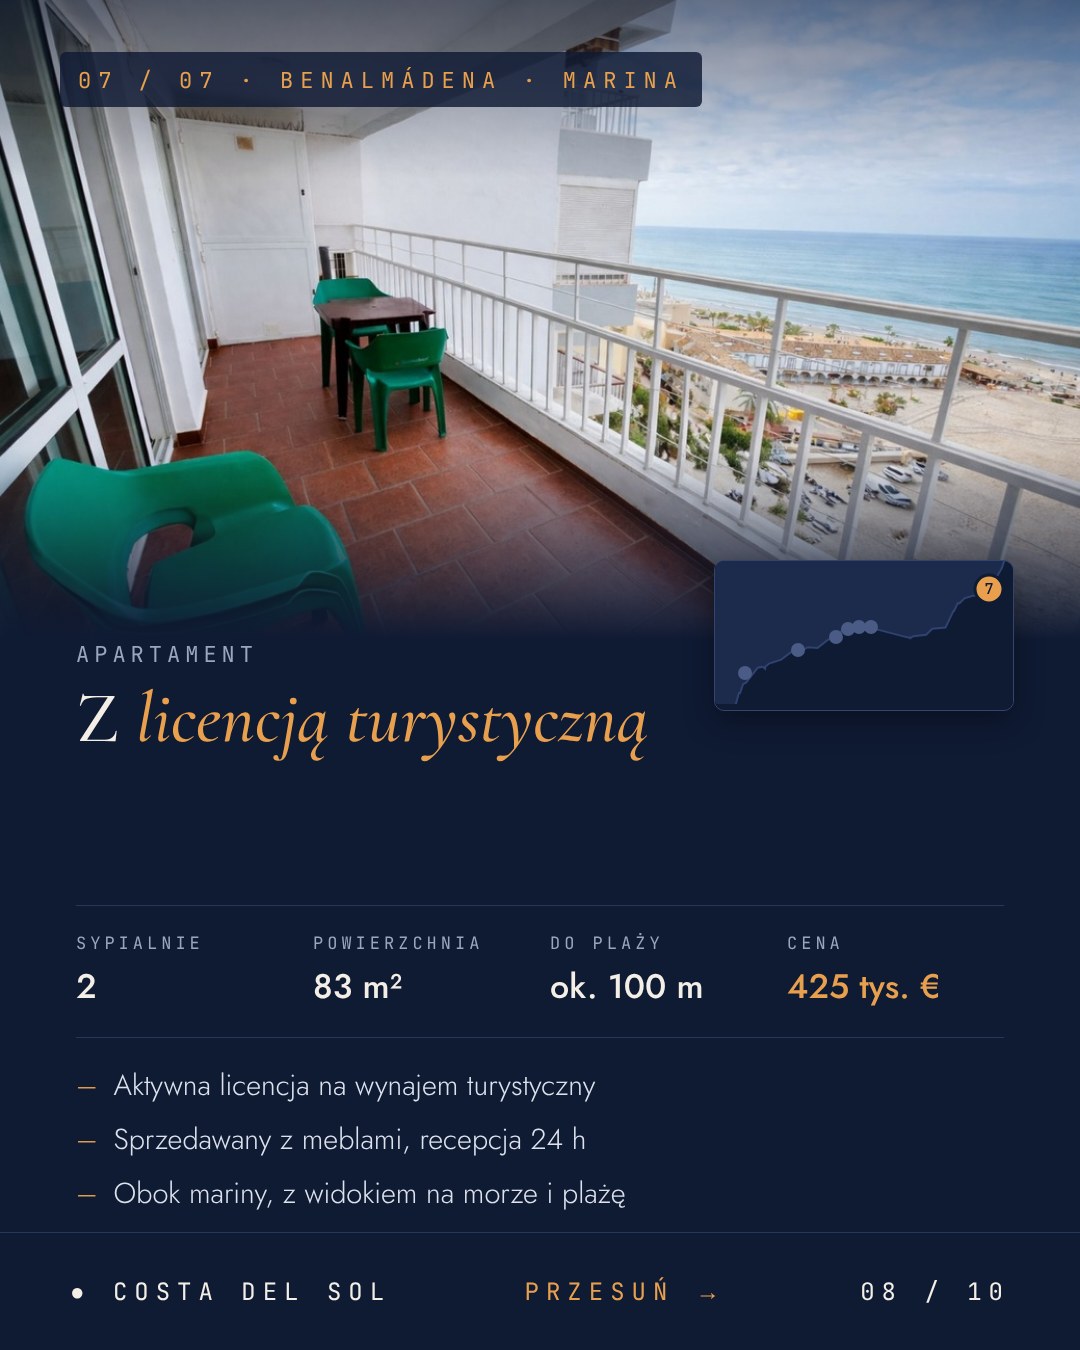 07 / 07 · BENALMÁDENA · MARINA
7
APARTAMENT
Z licencją turystyczną
SYPIALNIE POWIERZCHNIA DO PLAŻY CENA
2 83 m² ok. 100 m 425 tys. €
— Aktywna licencja na wynajem turystyczny
— Sprzedawany z meblami, recepcja 24 h
— Obok mariny, z widokiem na morze i plażę
• COSTA DEL SOL PRZESUŃ → 08 / 10